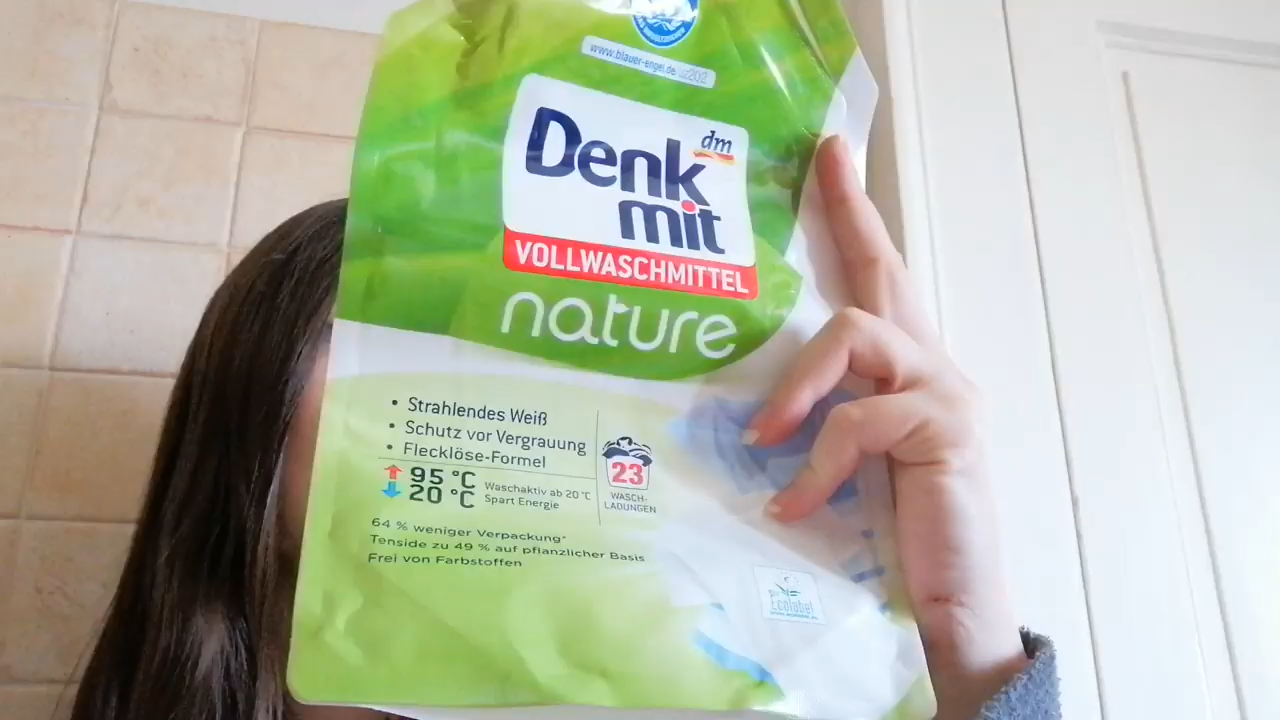 www.blauer-engel.de/uz202
Denk
mit
dm
VOLLWASCHMITTEL
nature
• Strahlendes Weiß
• Schutz vor Vergrauung
• Flecklöse-Formel
95 °C
20 °C
Waschaktiv ab 20 °C
Spart Energie
23
WASCH-
LADUNGEN
64 % weniger Verpackung*
Tenside zu 49 % auf pflanzlicher Basis
Frei von Farbstoffen
Ecolabel